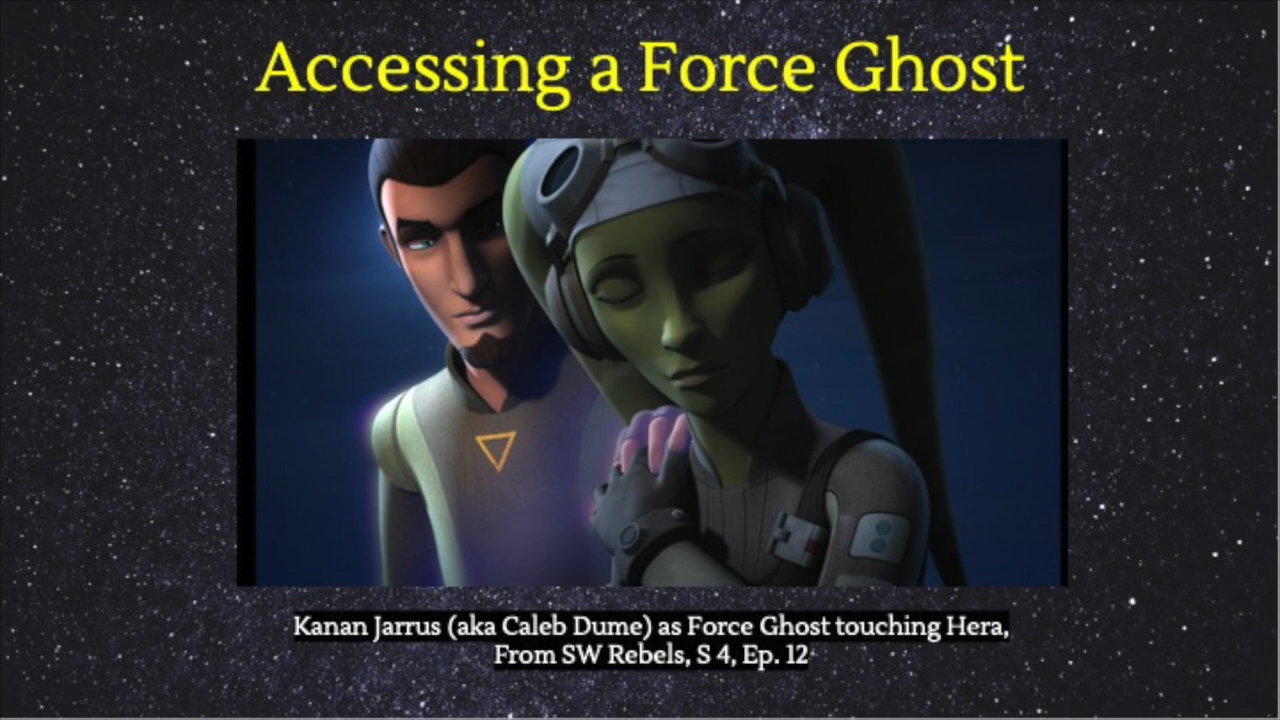 Accessing a Force Ghost
Kanan Jarrus (aka Caleb Dume) as Force Ghost touching Hera,
From SW Rebels, S 4, Ep. 12